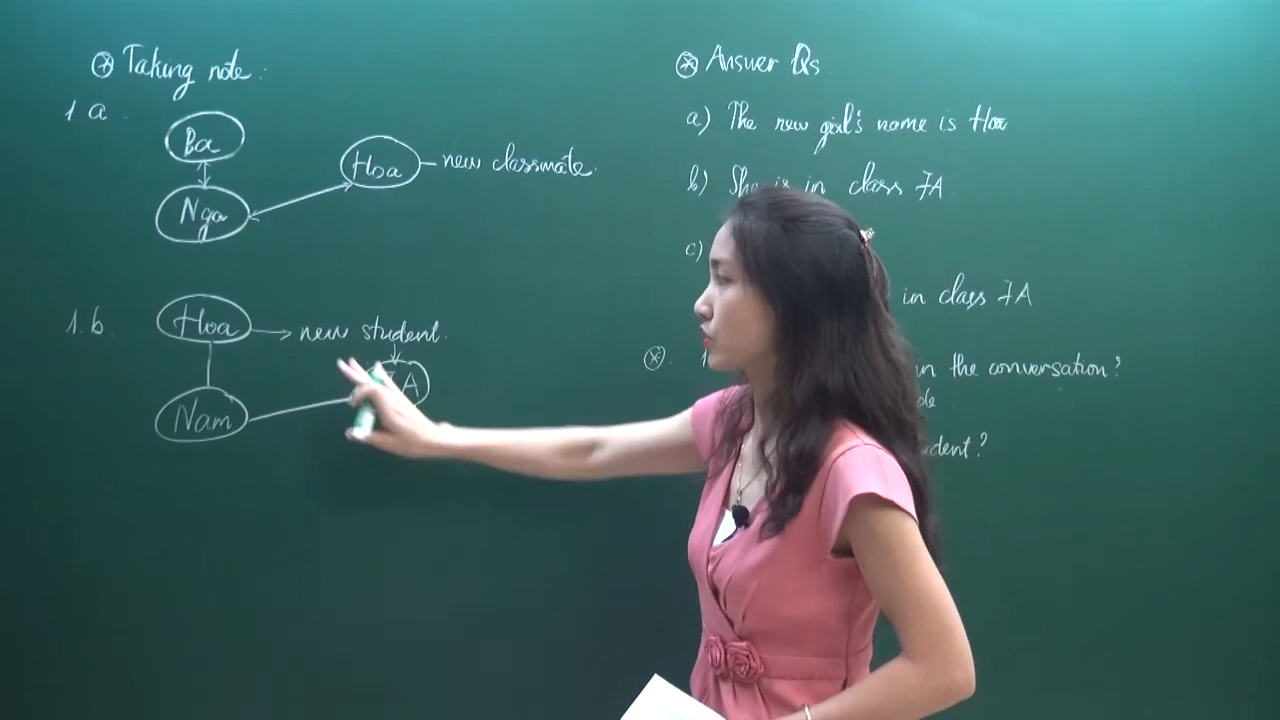 ⊛ Taking note:
1 a.
Ba
Hoa — new classmate.
Nga
1.b.
Hoa → new student.
7A
Nam
⊛ Answer Qs
a) The new girl's name is Hoa
b) She is in class 7A
c)
in class 7A
⊛.
in the conversation?